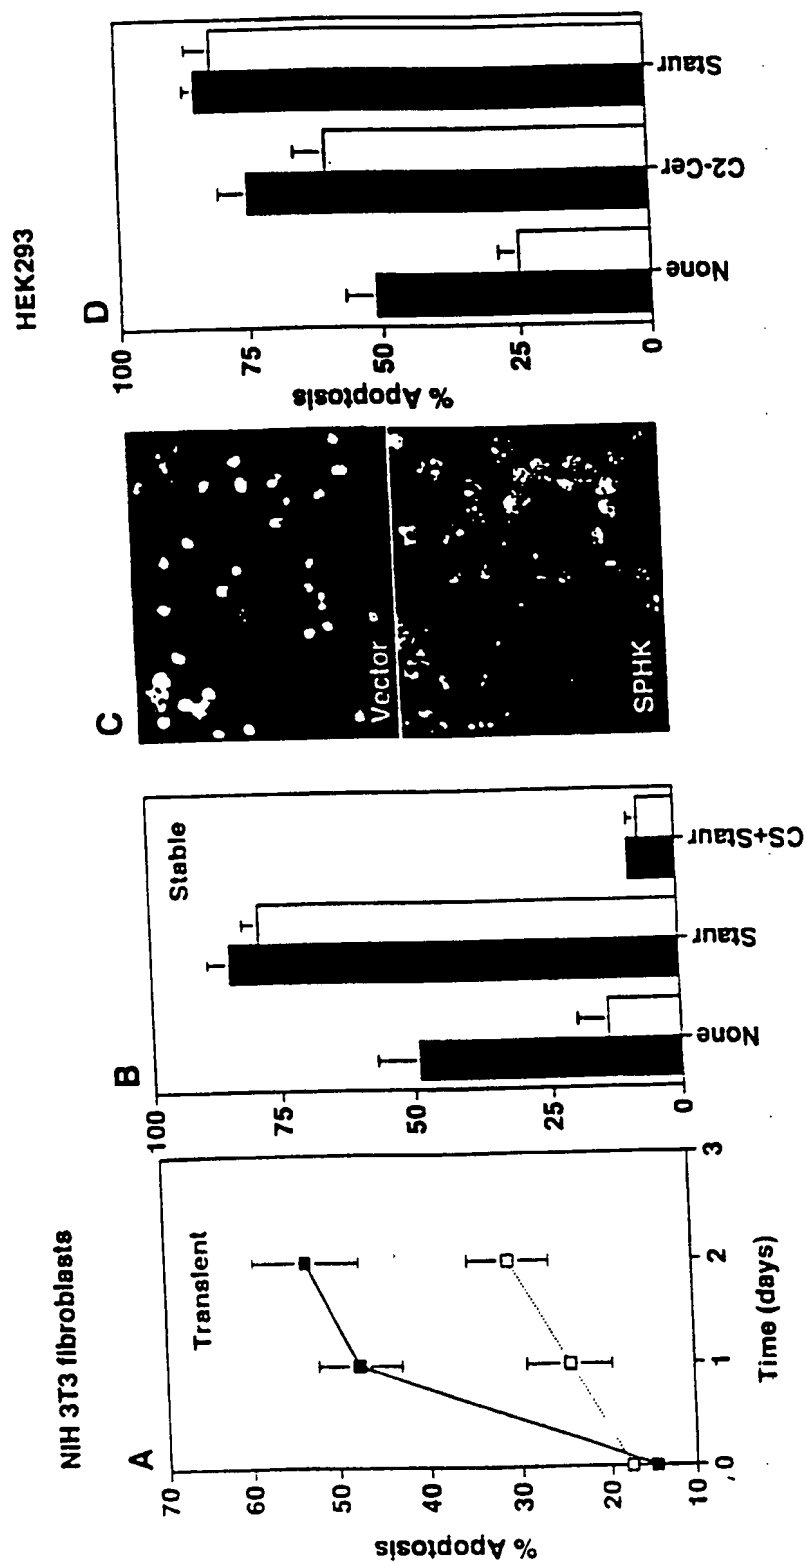 NIH 3T3 fibroblasts
A
Transient
% Apoptosis
70
60
50
40
30
20
10
0
1
2
3
Time (days)
B
Stable
100
75
50
25
0
None
Staur
CS+Staur
C
Vector
SPHK
HEK293
D
% Apoptosis
100
75
50
25
0
None
C2-Cer
Staur